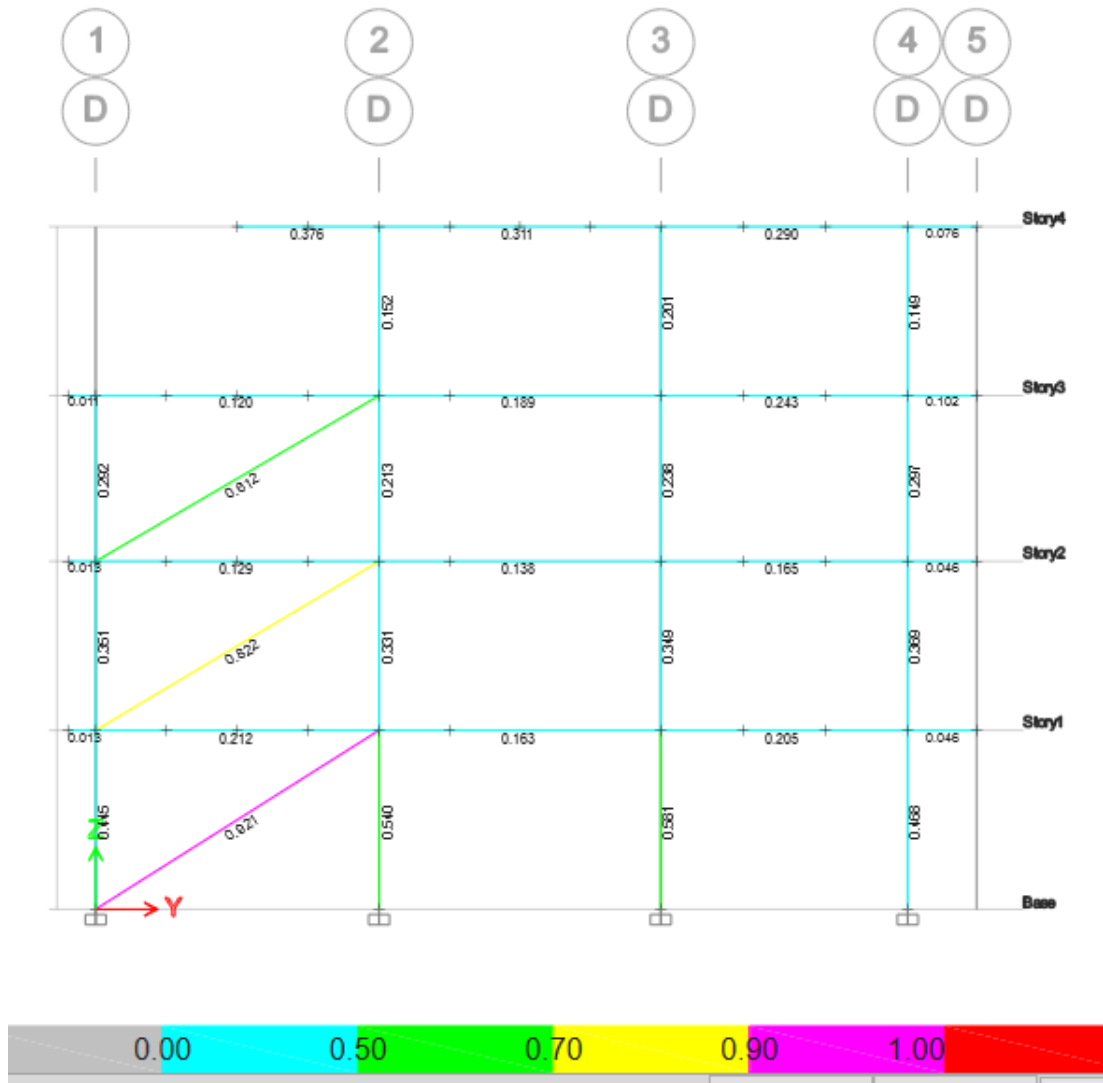 1 2 3 4 5
D D D D D
Story4
0.376 0.311 0.290 0.076
0.152 0.201 0.149
Story3
0.011 0.120 0.189 0.243 0.102
0.292 0.612 0.213 0.238 0.297
Story2
0.013 0.129 0.138 0.165 0.046
0.351 0.822 0.331 0.349 0.369
Story1
0.013 0.212 0.163 0.205 0.046
0.445 0.921 0.540 0.581 0.468
Z
Y
Base
0.00 0.50 0.70 0.90 1.00